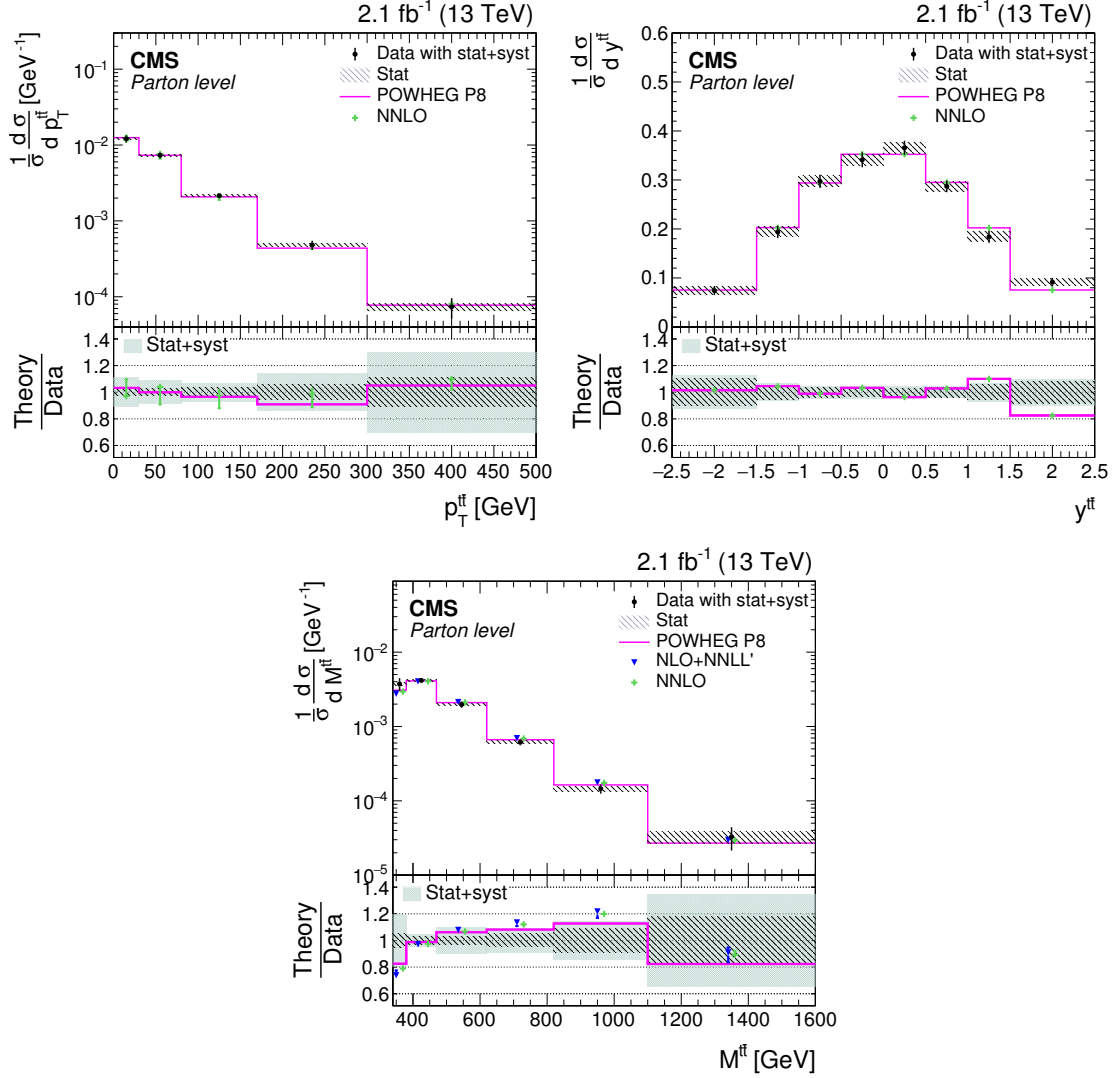 2.1 fb⁻¹ (13 TeV)
CMS
Parton level
Data with stat+syst
Stat
POWHEG P8
NNLO
1/σ dσ/dp_T^tt̄ [GeV⁻¹]
10⁻¹
10⁻²
10⁻³
10⁻⁴
Stat+syst
Theory/Data
1.4
1.2
1
0.8
0.6
0 50 100 150 200 250 300 350 400 450 500
p_T^tt̄ [GeV]
2.1 fb⁻¹ (13 TeV)
CMS
Parton level
Data with stat+syst
Stat
POWHEG P8
NNLO
1/σ dσ/dy^tt̄
0.6
0.5
0.4
0.3
0.2
0.1
0
Stat+syst
Theory/Data
1.4
1.2
1
0.8
0.6
−2.5 −2 −1.5 −1 −0.5 0 0.5 1 1.5 2 2.5
y^tt̄
2.1 fb⁻¹ (13 TeV)
CMS
Parton level
Data with stat+syst
Stat
POWHEG P8
NLO+NNLL'
NNLO
1/σ dσ/dM^tt̄ [GeV⁻¹]
10⁻²
10⁻³
10⁻⁴
10⁻⁵
Stat+syst
Theory/Data
1.4
1.2
1
0.8
0.6
400 600 800 1000 1200 1400 1600
M^tt̄ [GeV]